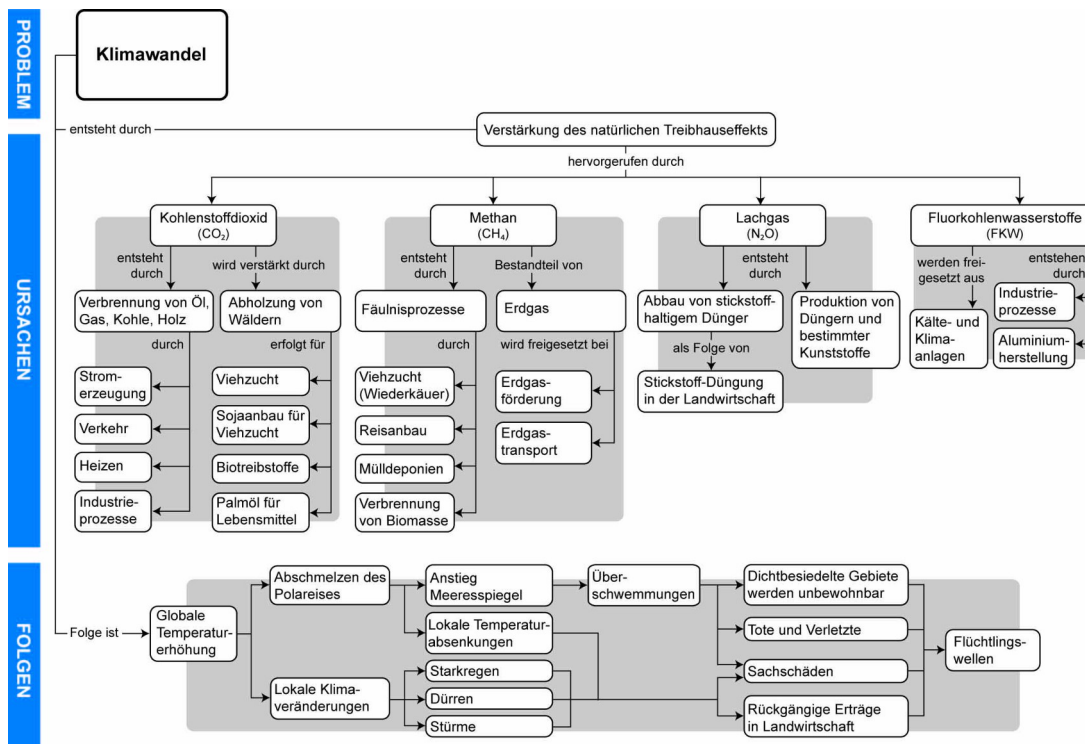 PROBLEM
Klimawandel
entsteht durch
Verstärkung des natürlichen Treibhauseffekts
hervorgerufen durch
URSACHEN
Kohlenstoffdioxid
(CO₂)
Methan
(CH₄)
Lachgas
(N₂O)
Fluorkohlenwasserstoffe
(FKW)
entsteht
durch
wird verstärkt durch
entsteht
durch
Bestandteil von
entsteht
durch
werden frei-
gesetzt aus
entstehen
durch
Verbrennung von Öl,
Gas, Kohle, Holz
Abholzung von
Wäldern
Fäulnisprozesse
Erdgas
Abbau von stickstoff-
haltigem Dünger
Produktion von
Düngern und
bestimmter
Kunststoffe
Kälte- und
Klima-
anlagen
Industrie-
prozesse
Aluminium-
herstellung
durch
erfolgt für
durch
wird freigesetzt bei
als Folge von
Strom-
erzeugung
Verkehr
Heizen
Industrie-
prozesse
Viehzucht
Sojaanbau für
Viehzucht
Biotreibstoffe
Palmöl für
Lebensmittel
Viehzucht
(Wiederkäuer)
Reisanbau
Mülldeponien
Verbrennung
von Biomasse
Erdgas-
förderung
Erdgas-
transport
Stickstoff-Düngung
in der Landwirtschaft
FOLGEN
Folge ist
Globale
Temperatur-
erhöhung
Abschmelzen des
Polareises
Anstieg
Meeresspiegel
Über-
schwemmungen
Dichtbesiedelte Gebiete
werden unbewohnbar
Lokale Temperatur-
absenkungen
Tote und Verletzte
Flüchtlings-
wellen
Lokale Klima-
veränderungen
Starkregen
Dürren
Stürme
Sachschäden
Rückgängige Erträge
in Landwirtschaft